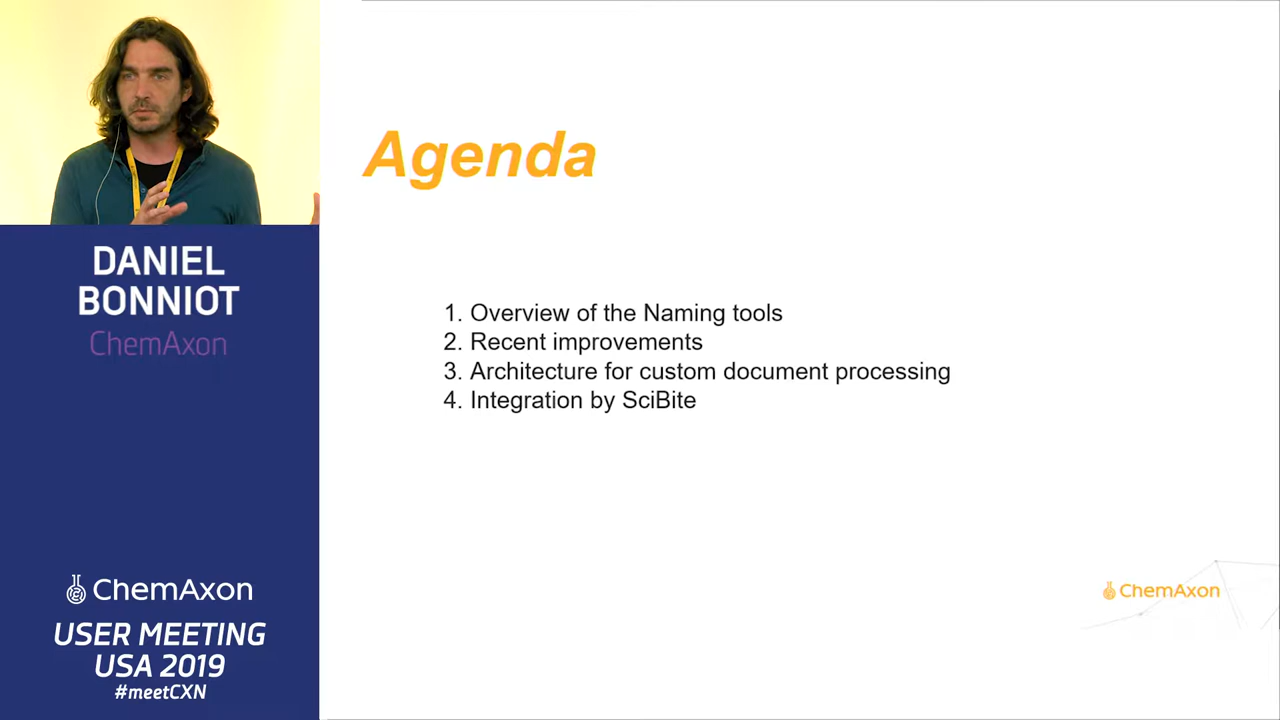 DANIEL
BONNIOT
ChemAxon
ChemAxon
USER MEETING
USA 2019
#meetCXN
Agenda
1. Overview of the Naming tools
2. Recent improvements
3. Architecture for custom document processing
4. Integration by SciBite
ChemAxon